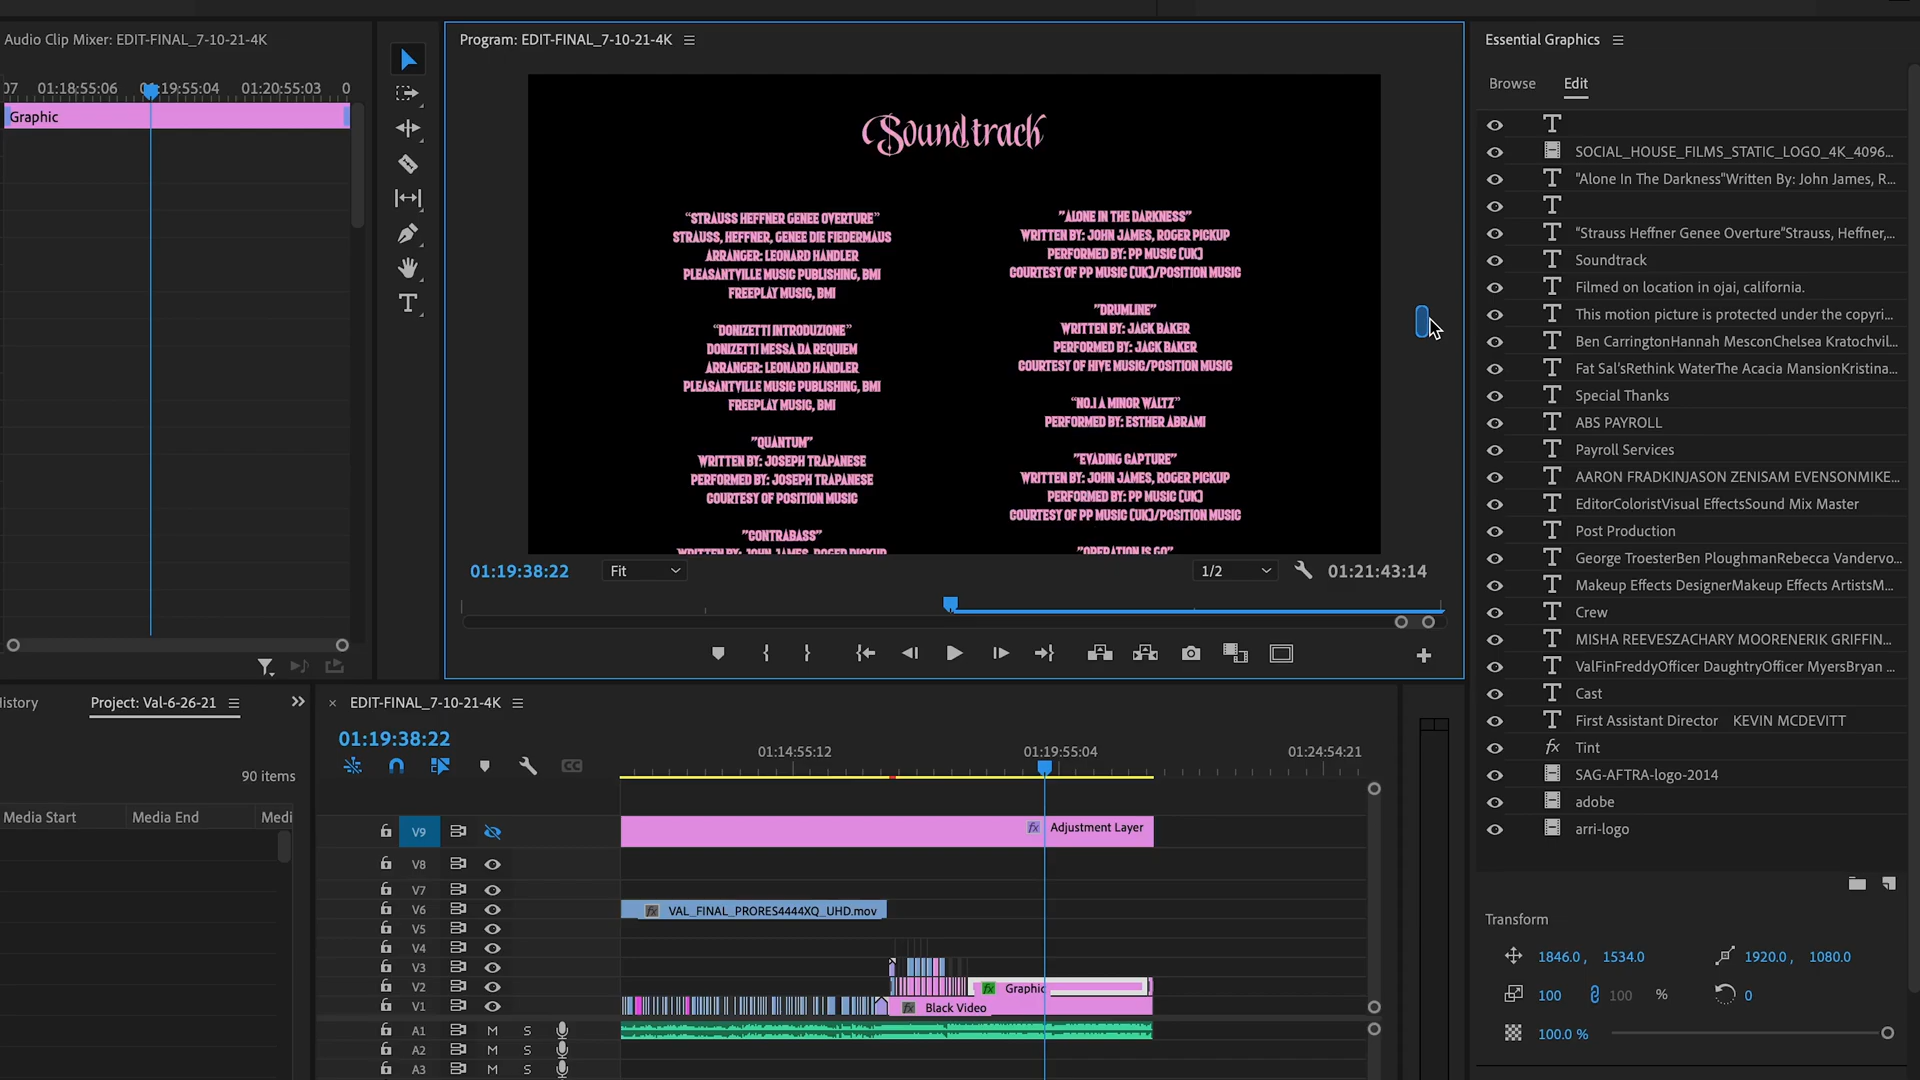 Audio Clip Mixer: EDIT-FINAL_7-10-21-4K
Program: EDIT-FINAL_7-10-21-4K
Essential Graphics
Browse
Edit
07
01:18:55:06
01:19:55:04
01:20:55:03
0
Graphic
Soundtrack
"STRAUSS HEFFNER GENEE OVERTURE"
STRAUSS, HEFFNER, GENEE DIE FIEDERMAUS
ARRANGER: LEONARD HANDLER
PLEASANTVILLE MUSIC PUBLISHING, BMI
FREEPLAY MUSIC, BMI
"DONIZETTI INTRODUZIONE"
DONIZETTI MESSA DA REQUIEM
ARRANGER: LEONARD HANDLER
PLEASANTVILLE MUSIC PUBLISHING, BMI
FREEPLAY MUSIC, BMI
"QUANTUM"
WRITTEN BY: JOSEPH TRAPANESE
PERFORMED BY: JOSEPH TRAPANESE
COURTESY OF POSITION MUSIC
"CONTRABASS"
WRITTEN BY: JOHN JAMES, ROGER PICKUP
"ALONE IN THE DARKNESS"
WRITTEN BY: JOHN JAMES, ROGER PICKUP
PERFORMED BY: PP MUSIC (UK)
COURTESY OF PP MUSIC (UK)/POSITION MUSIC
"DRUMLINE"
WRITTEN BY: JACK BAKER
PERFORMED BY: JACK BAKER
COURTESY OF HIVE MUSIC/POSITION MUSIC
"NO.1 A MINOR WALTZ"
PERFORMED BY: ESTHER ABRAMI
"EVADING CAPTURE"
WRITTEN BY: JOHN JAMES, ROGER PICKUP
PERFORMED BY: PP MUSIC (UK)
COURTESY OF PP MUSIC (UK)/POSITION MUSIC
"OPERATION IS GO"
01:19:38:22
Fit
1/2
01:21:43:14
SOCIAL_HOUSE_FILMS_STATIC_LOGO_4K_4096...
"Alone In The Darkness"Written By: John James, R...
"Strauss Heffner Genee Overture"Strauss, Heffner,...
Soundtrack
Filmed on location in ojai, california.
This motion picture is protected under the copyri...
Ben CarringtonHannah MesconChelsea Kratochvil...
Fat Sal'sRethink WaterThe Acacia MansionKristina...
Special Thanks
ABS PAYROLL
Payroll Services
AARON FRADKINJASON ZENISAM EVENSONMIKE...
EditorColoristVisual EffectsSound Mix Master
Post Production
George TroesterBen PloughmanRebecca Vandervo...
Makeup Effects DesignerMakeup Effects ArtistsM...
Crew
MISHA REEVESZACHARY MOORENERIK GRIFFIN...
ValFinFreddyOfficer DaughtryOfficer MyersBryan ...
Cast
First Assistant Director KEVIN MCDEVITT
fx Tint
SAG-AFTRA-logo-2014
adobe
arri-logo
Transform
1846.0, 1534.0
1920.0, 1080.0
100
100 %
0
100.0 %
History
Project: Val-6-26-21
90 items
Media Start
Media End
Medi
× EDIT-FINAL_7-10-21-4K
01:19:38:22
CC
01:14:55:12
01:19:55:04
01:24:54:21
V9
fx Adjustment Layer
V8
V7
V6
fx VAL_FINAL_PRORES4444XQ_UHD.mov
V5
V4
V3
V2
fx Graphic
V1
fx Black Video
A1 M S
A2 M S
A3 M S